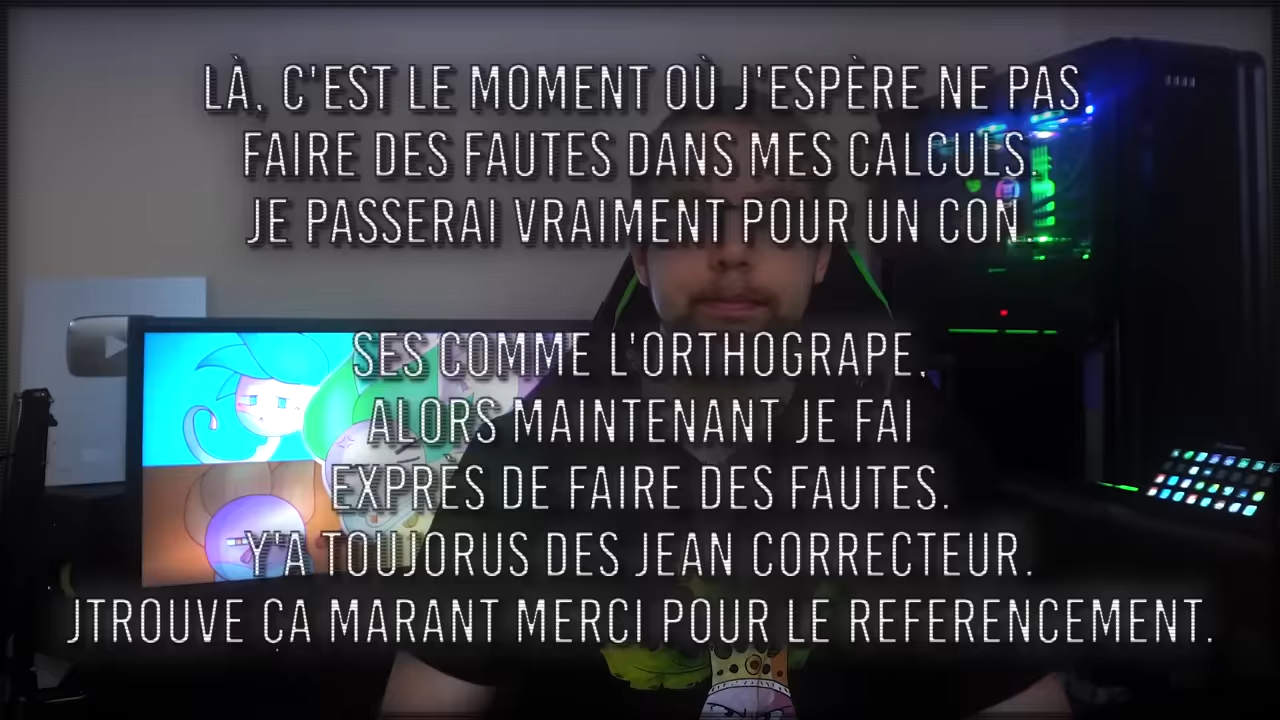 LÀ, C'EST LE MOMENT OÙ J'ESPÈRE NE PAS
FAIRE DES FAUTES DANS MES CALCULS.
JE PASSERAI VRAIMENT POUR UN CON.
SES COMME L'ORTHOGRAPE,
ALORS MAINTENANT JE FAI
EXPRÈS DE FAIRE DES FAUTES.
Y'A TOUJORUS DES JEAN CORRECTEUR.
JTROUVE ÇA MARANT MERCI POUR LE REFERENCEMENT.